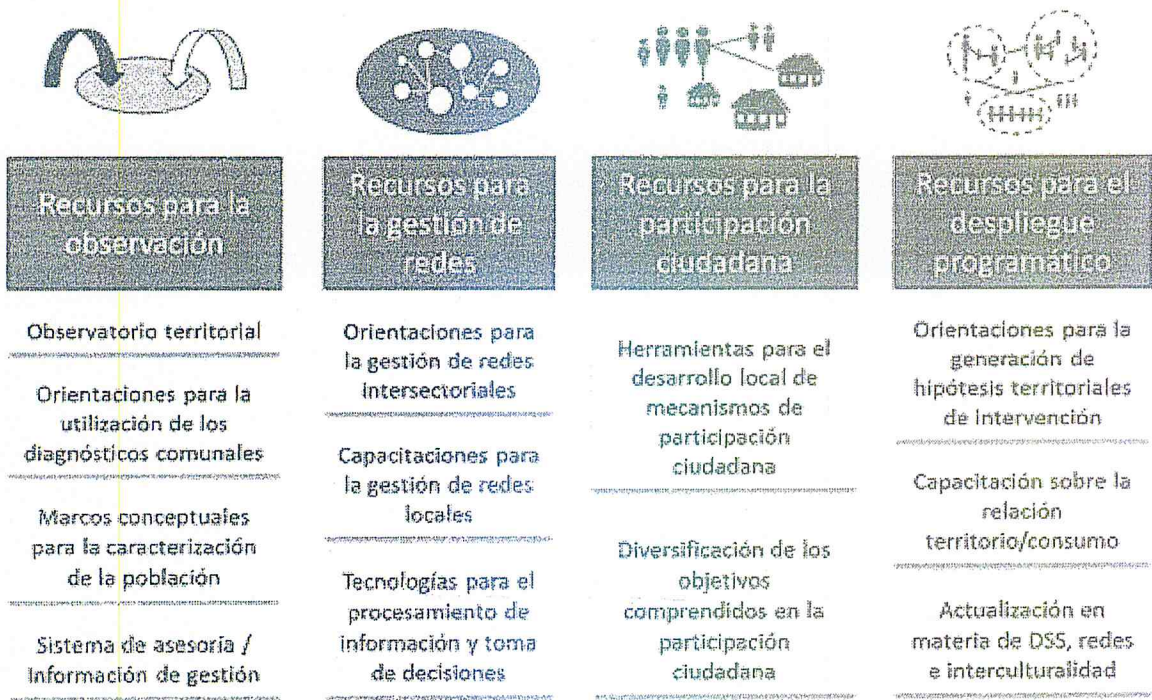 Recursos para la
observación
Observatorio territorial
Orientaciones para la
utilización de los
diagnósticos comunales
Marcos conceptuales
para la caracterización
de la población
Sistema de asesoría /
Información de gestión
Recursos para
la gestión de
redes
Orientaciones para
la gestión de redes
intersectoriales
Capacitaciones para
la gestión de redes
locales
Tecnologías para el
procesamiento de
información y toma
de decisiones
Recursos para la
participación
ciudadana
Herramientas para el
desarrollo local de
mecanismos de
participación
ciudadana
Diversificación de los
objetivos
comprendidos en la
participación
ciudadana
Recursos para el
despliegue
programático
Orientaciones para la
generación de
hipótesis territoriales
de intervención
Capacitación sobre la
relación
territorio/consumo
Actualización en
materia de DSS, redes
e interculturalidad